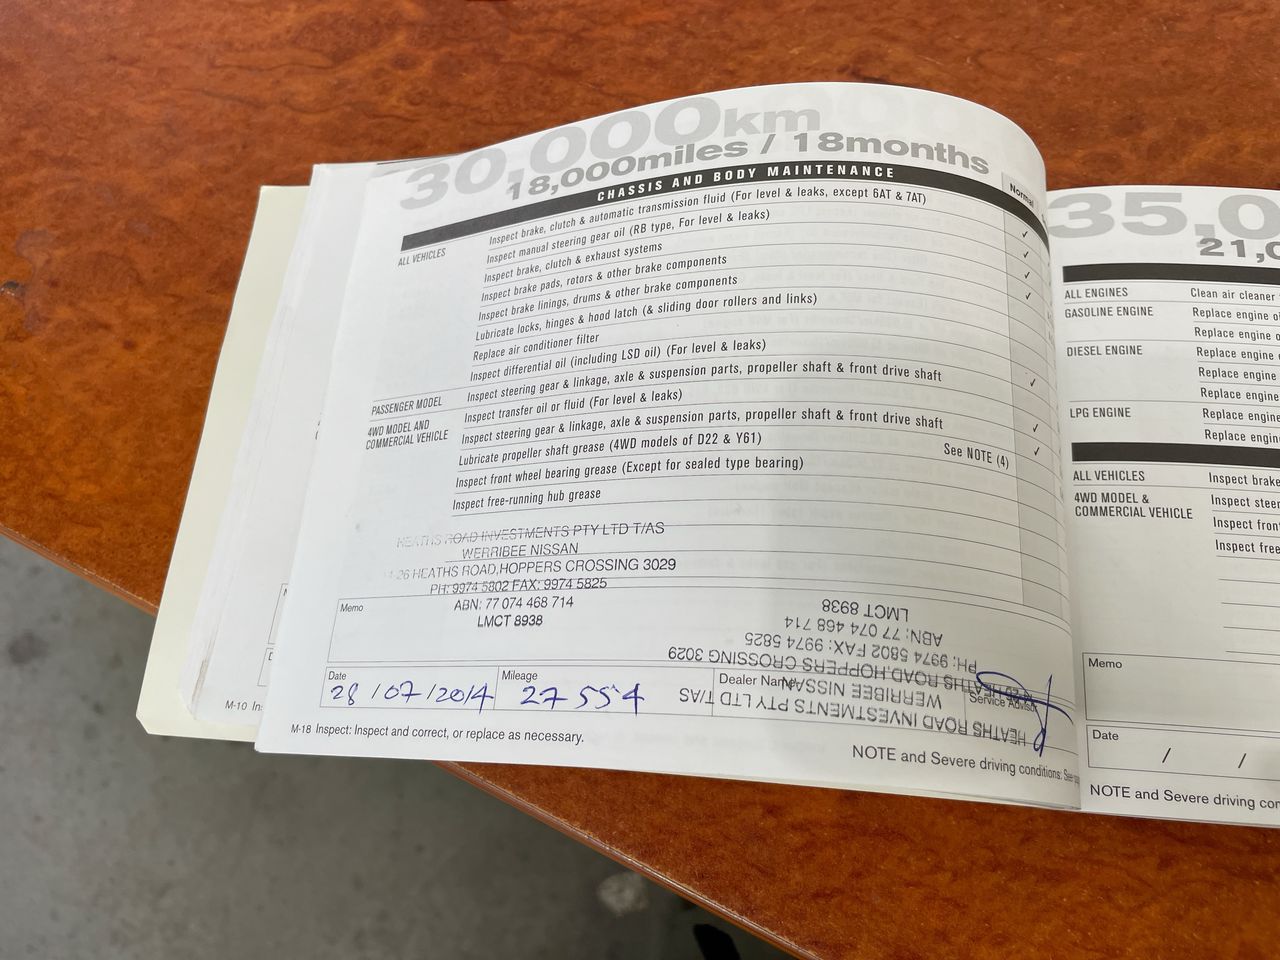 30,000km
18,000miles / 18months
CHASSIS AND BODY MAINTENANCE
ALL VEHICLES
Inspect brake, clutch & automatic transmission fluid (For level & leaks, except 6AT & 7AT)
Inspect manual steering gear oil (RB type, For level & leaks)
Inspect brake, clutch & exhaust systems
Inspect brake pads, rotors & other brake components
Inspect brake linings, drums & other brake components
Lubricate locks, hinges & hood latch (& sliding door rollers and links)
Replace air conditioner filter
Inspect differential oil (including LSD oil) (For level & leaks)
PASSENGER MODEL Inspect steering gear & linkage, axle & suspension parts, propeller shaft & front drive shaft
4WD MODEL AND COMMERCIAL VEHICLE
Inspect transfer oil or fluid (For level & leaks)
Inspect steering gear & linkage, axle & suspension parts, propeller shaft & front drive shaft
Lubricate propeller shaft grease (4WD models of D22 & Y61) See NOTE (4)
Inspect front wheel bearing grease (Except for sealed type bearing)
Inspect free-running hub grease
HEATHS ROAD INVESTMENTS PTY LTD T/AS
WERRIBEE NISSAN
26 HEATHS ROAD,HOPPERS CROSSING 3029
PH: 9974 5802 FAX: 9974 5825
ABN: 77 074 468 714
LMCT 8938
Memo
HEATHS ROAD INVESTMENTS PTY LTD T/AS
WERRIBEE NISSAN
HEATHS ROAD,HOPPERS CROSSING 3029
PH: 9974 5802 FAX: 9974 5825
ABN: 77 074 468 714
LMCT 8938
Date
28/07/2014
Mileage
27554
Dealer Name
Service Advisor
M-18 Inspect: Inspect and correct, or replace as necessary.
NOTE and Severe driving conditions: See
M-10
35,0
21,0
ALL ENGINES Clean air cleaner
GASOLINE ENGINE Replace engine
Replace engine
DIESEL ENGINE Replace engine
Replace engine
Replace engine
LPG ENGINE Replace engine
Replace engine
ALL VEHICLES Inspect brake
4WD MODEL & COMMERCIAL VEHICLE
Inspect
Inspect
Inspect
Memo
Date
/ /
NOTE and Severe driving